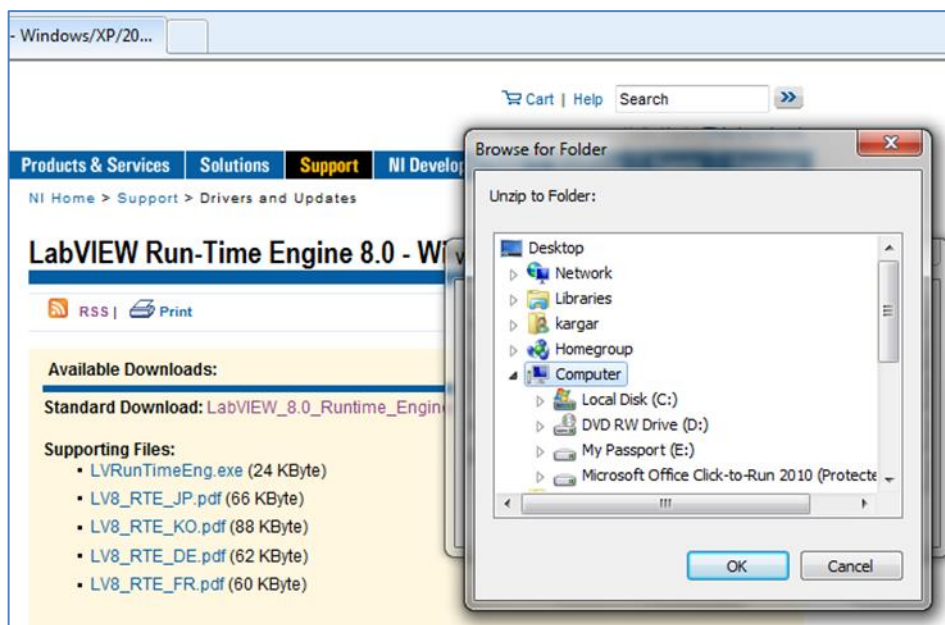 - Windows/XP/20...
Cart | Help Search
Products & Services Solutions Support NI Develop
NI Home > Support > Drivers and Updates
LabVIEW Run-Time Engine 8.0 - Wi
RSS | Print
Available Downloads:
Standard Download: LabVIEW_8.0_Runtime_Engin
Supporting Files:
LVRunTimeEng.exe (24 KByte)
LV8_RTE_JP.pdf (66 KByte)
LV8_RTE_KO.pdf (88 KByte)
LV8_RTE_DE.pdf (62 KByte)
LV8_RTE_FR.pdf (60 KByte)
Browse for Folder
Unzip to Folder:
Desktop
Network
Libraries
kargar
Homegroup
Computer
Local Disk (C:)
DVD RW Drive (D:)
My Passport (E:)
Microsoft Office Click-to-Run 2010 (Protecte
OK Cancel